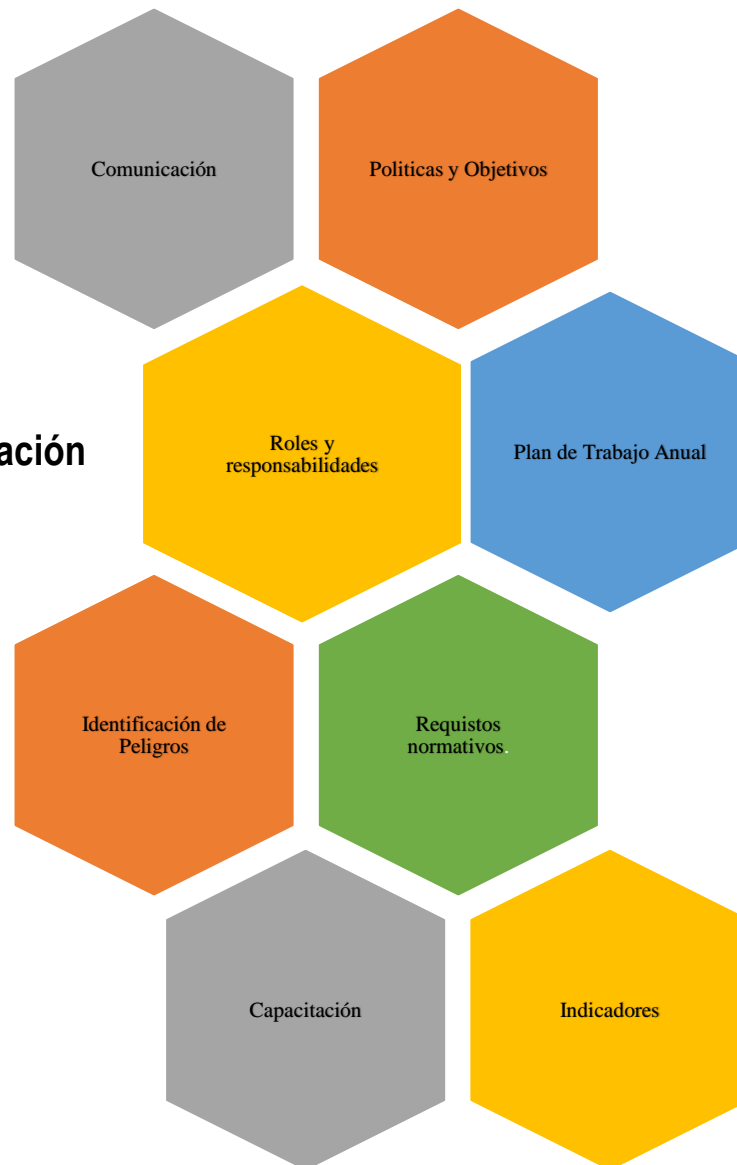 Comunicación
Politicas y Objetivos
ación
Roles y
responsabilidades
Plan de Trabajo Anual
Identificación de
Peligros
Requistos
normativos.
Capacitación
Indicadores